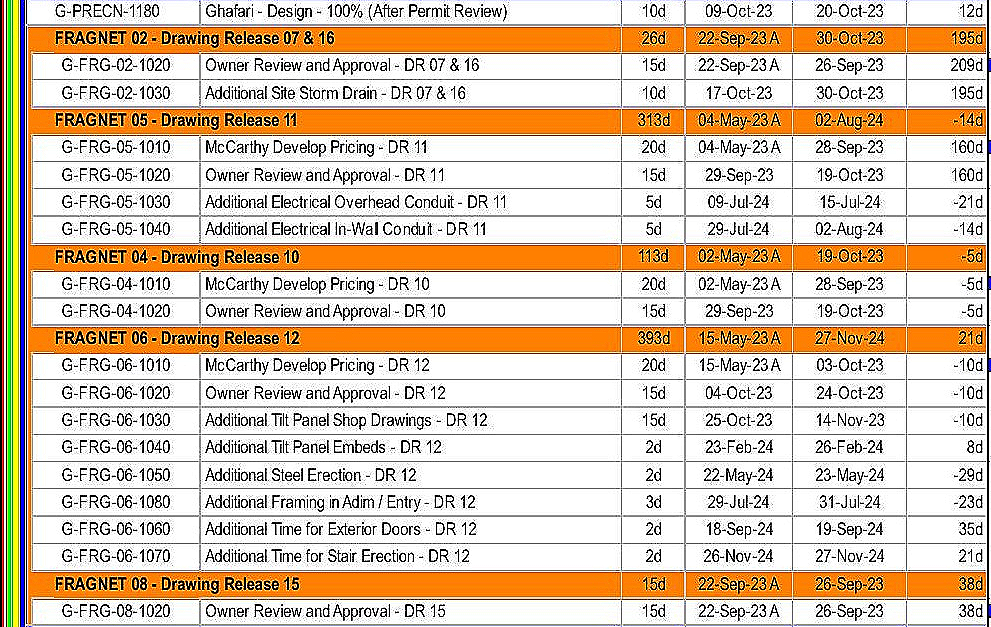 G-PRECN-1180 Ghafari - Design - 100% (After Permit Review) 10d 09-Oct-23 20-Oct-23 12d
FRAGNET 02 - Drawing Release 07 & 16 26d 22-Sep-23 A 30-Oct-23 195d
G-FRG-02-1020 Owner Review and Approval - DR 07 & 16 15d 22-Sep-23 A 26-Sep-23 209d
G-FRG-02-1030 Additional Site Storm Drain - DR 07 & 16 10d 17-Oct-23 30-Oct-23 195d
FRAGNET 05 - Drawing Release 11 313d 04-May-23 A 02-Aug-24 -14d
G-FRG-05-1010 McCarthy Develop Pricing - DR 11 20d 04-May-23 A 28-Sep-23 160d
G-FRG-05-1020 Owner Review and Approval - DR 11 15d 29-Sep-23 19-Oct-23 160d
G-FRG-05-1030 Additional Electrical Overhead Conduit - DR 11 5d 09-Jul-24 15-Jul-24 -21d
G-FRG-05-1040 Additional Electrical In-Wall Conduit - DR 11 5d 29-Jul-24 02-Aug-24 -14d
FRAGNET 04 - Drawing Release 10 113d 02-May-23 A 19-Oct-23 -5d
G-FRG-04-1010 McCarthy Develop Pricing - DR 10 20d 02-May-23 A 28-Sep-23 -5d
G-FRG-04-1020 Owner Review and Approval - DR 10 15d 29-Sep-23 19-Oct-23 -5d
FRAGNET 06 - Drawing Release 12 393d 15-May-23 A 27-Nov-24 21d
G-FRG-06-1010 McCarthy Develop Pricing - DR 12 20d 15-May-23 A 03-Oct-23 -10d
G-FRG-06-1020 Owner Review and Approval - DR 12 15d 04-Oct-23 24-Oct-23 -10d
G-FRG-06-1030 Additional Tilt Panel Shop Drawings - DR 12 15d 25-Oct-23 14-Nov-23 -10d
G-FRG-06-1040 Additional Tilt Panel Embeds - DR 12 2d 23-Feb-24 26-Feb-24 8d
G-FRG-06-1050 Additional Steel Erection - DR 12 2d 22-May-24 23-May-24 -29d
G-FRG-06-1080 Additional Framing in Adim / Entry - DR 12 3d 29-Jul-24 31-Jul-24 -23d
G-FRG-06-1060 Additional Time for Exterior Doors - DR 12 2d 18-Sep-24 19-Sep-24 35d
G-FRG-06-1070 Additional Time for Stair Erection - DR 12 2d 26-Nov-24 27-Nov-24 21d
FRAGNET 08 - Drawing Release 15 15d 22-Sep-23 A 26-Sep-23 38d
G-FRG-08-1020 Owner Review and Approval - DR 15 15d 22-Sep-23 A 26-Sep-23 38d